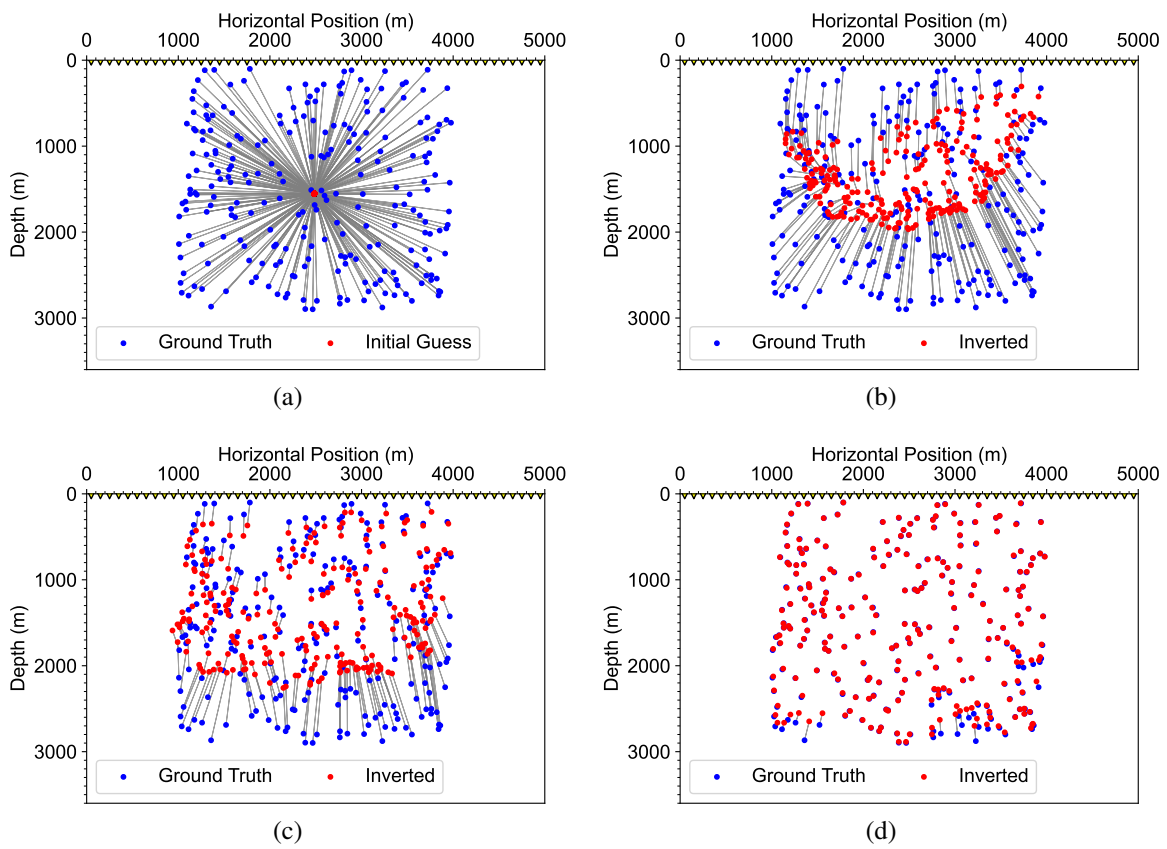 Horizontal Position (m)
0 1000 2000 3000 4000 5000
0
1000
2000
3000
Depth (m)
Ground Truth Initial Guess
(a)
Horizontal Position (m)
0 1000 2000 3000 4000 5000
0
1000
2000
3000
Depth (m)
Ground Truth Inverted
(b)
Horizontal Position (m)
0 1000 2000 3000 4000 5000
0
1000
2000
3000
Depth (m)
Ground Truth Inverted
(c)
Horizontal Position (m)
0 1000 2000 3000 4000 5000
0
1000
2000
3000
Depth (m)
Ground Truth Inverted
(d)